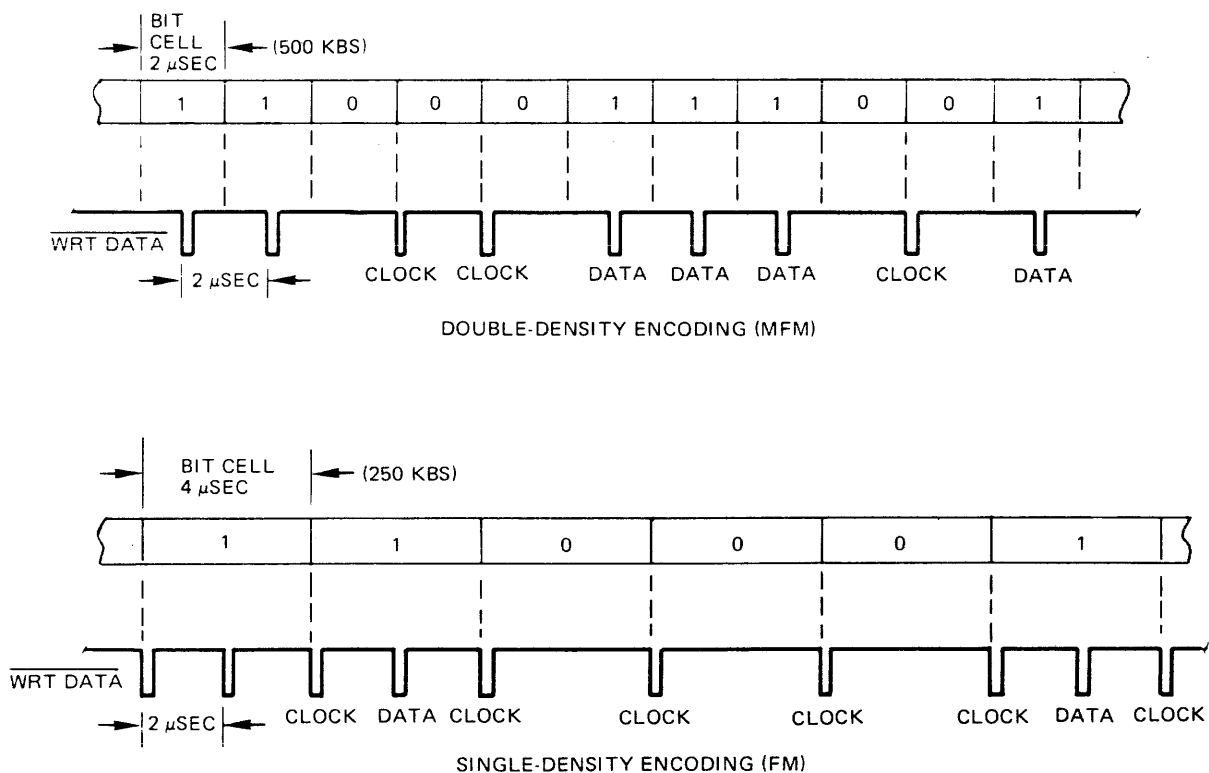 BIT
CELL
2 μSEC
(500 KBS)
1 1 0 0 0 1 1 1 0 0 1
WRT DATA
2 μSEC
CLOCK CLOCK DATA DATA DATA CLOCK DATA
DOUBLE-DENSITY ENCODING (MFM)
BIT CELL
4 μSEC
(250 KBS)
1 1 0 0 0 1
WRT DATA
2 μSEC
CLOCK DATA CLOCK CLOCK CLOCK CLOCK DATA CLOCK
SINGLE-DENSITY ENCODING (FM)